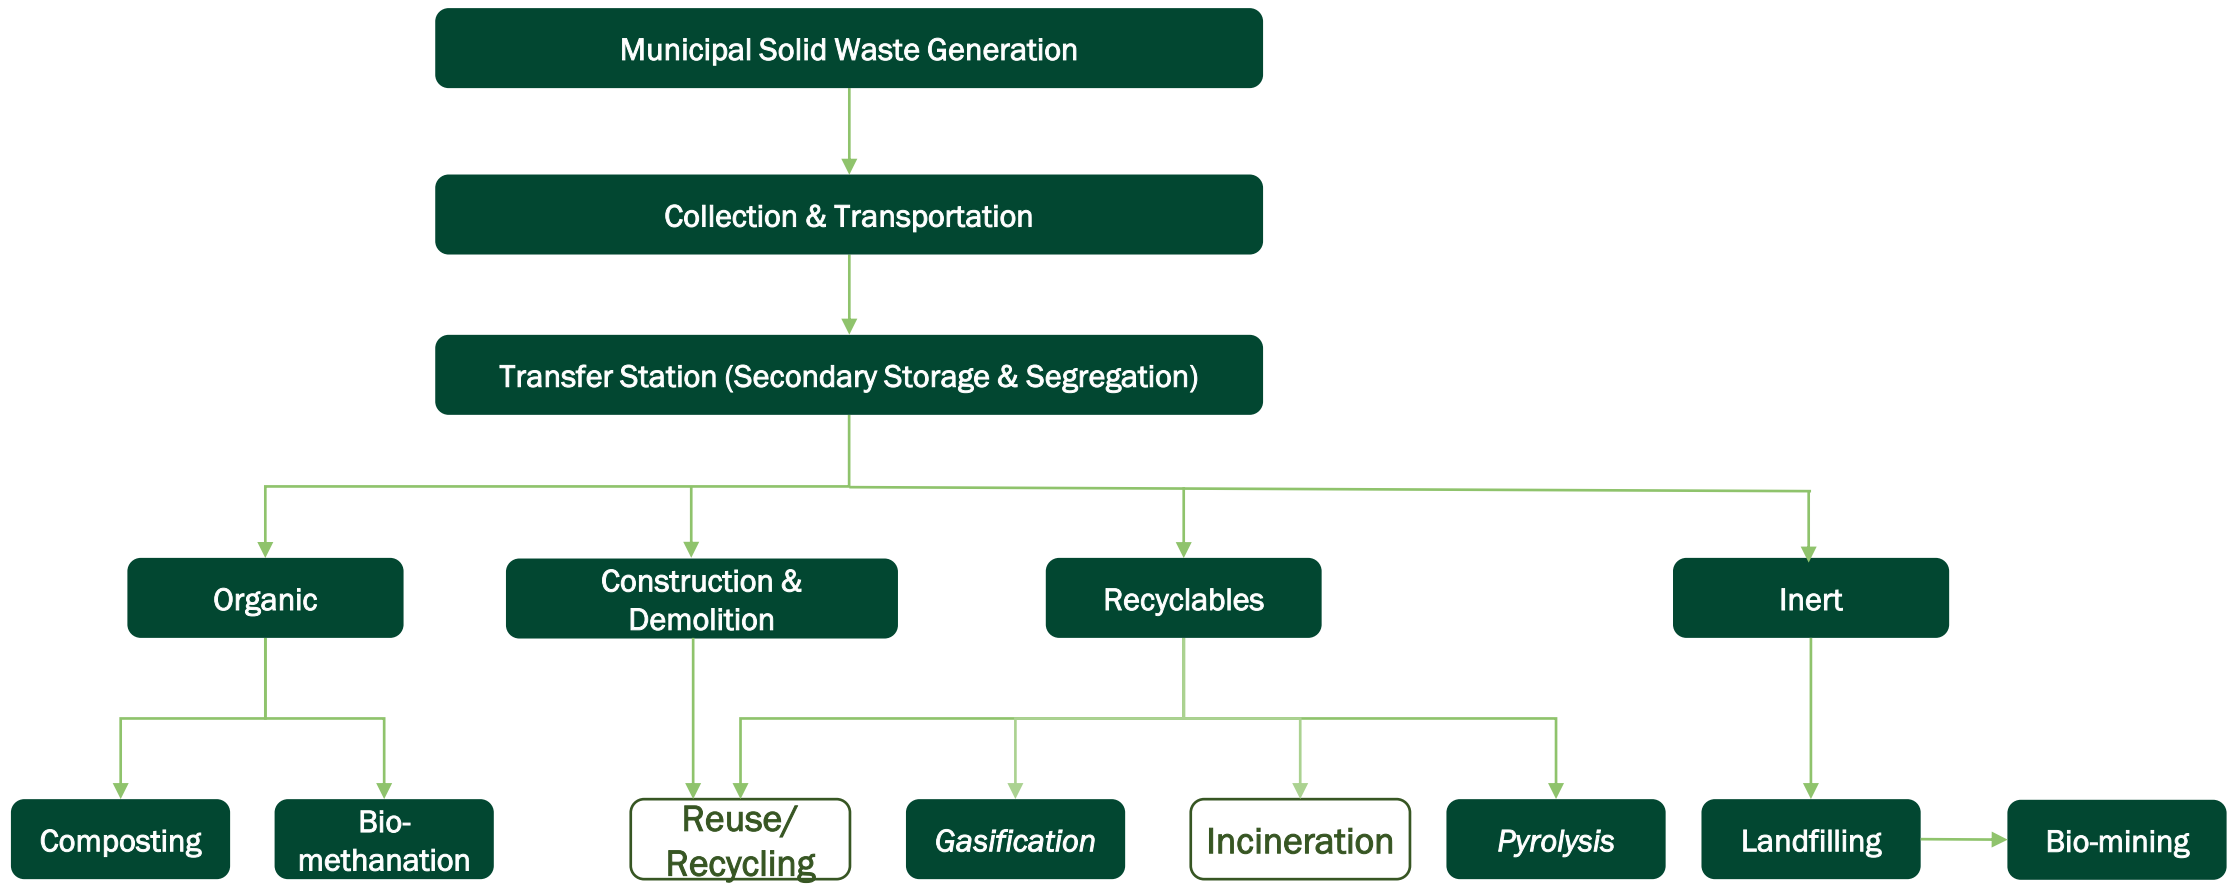 Municipal Solid Waste Generation
Collection & Transportation
Transfer Station (Secondary Storage & Segregation)
Organic
Construction &
Demolition
Recyclables
Inert
Composting
Bio-
methanation
Reuse/
Recycling
Gasification
Incineration
Pyrolysis
Landfilling
Bio-mining